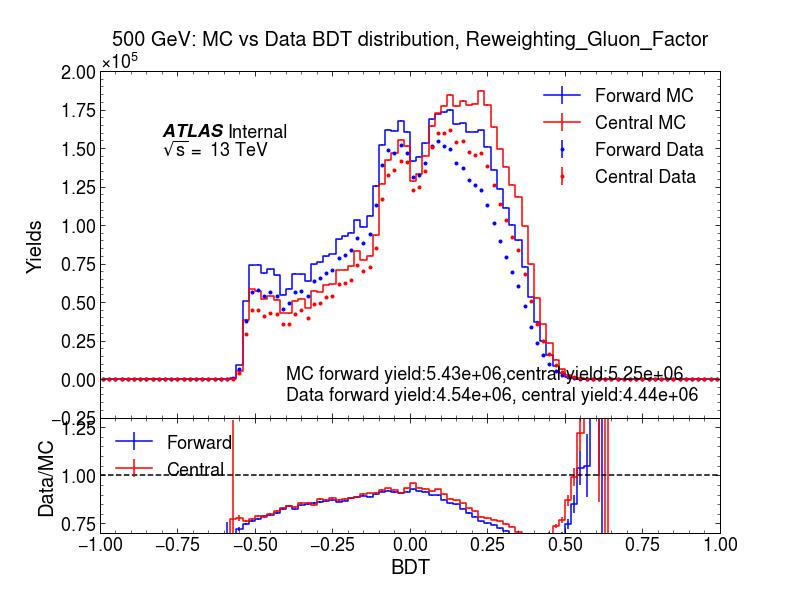 500 GeV: MC vs Data BDT distribution, Reweighting_Gluon_Factor
×10⁵
2.00
1.75
1.50
1.25
1.00
0.75
0.50
0.25
0.00
−0.25
Yields
ATLAS Internal
√s = 13 TeV
Forward MC
Central MC
Forward Data
Central Data
MC forward yield:5.43e+06,central yield:5.25e+06
Data forward yield:4.54e+06, central yield:4.44e+06
1.25
1.00
0.75
Data/MC
Forward
Central
−1.00 −0.75 −0.50 −0.25 0.00 0.25 0.50 0.75 1.00
BDT